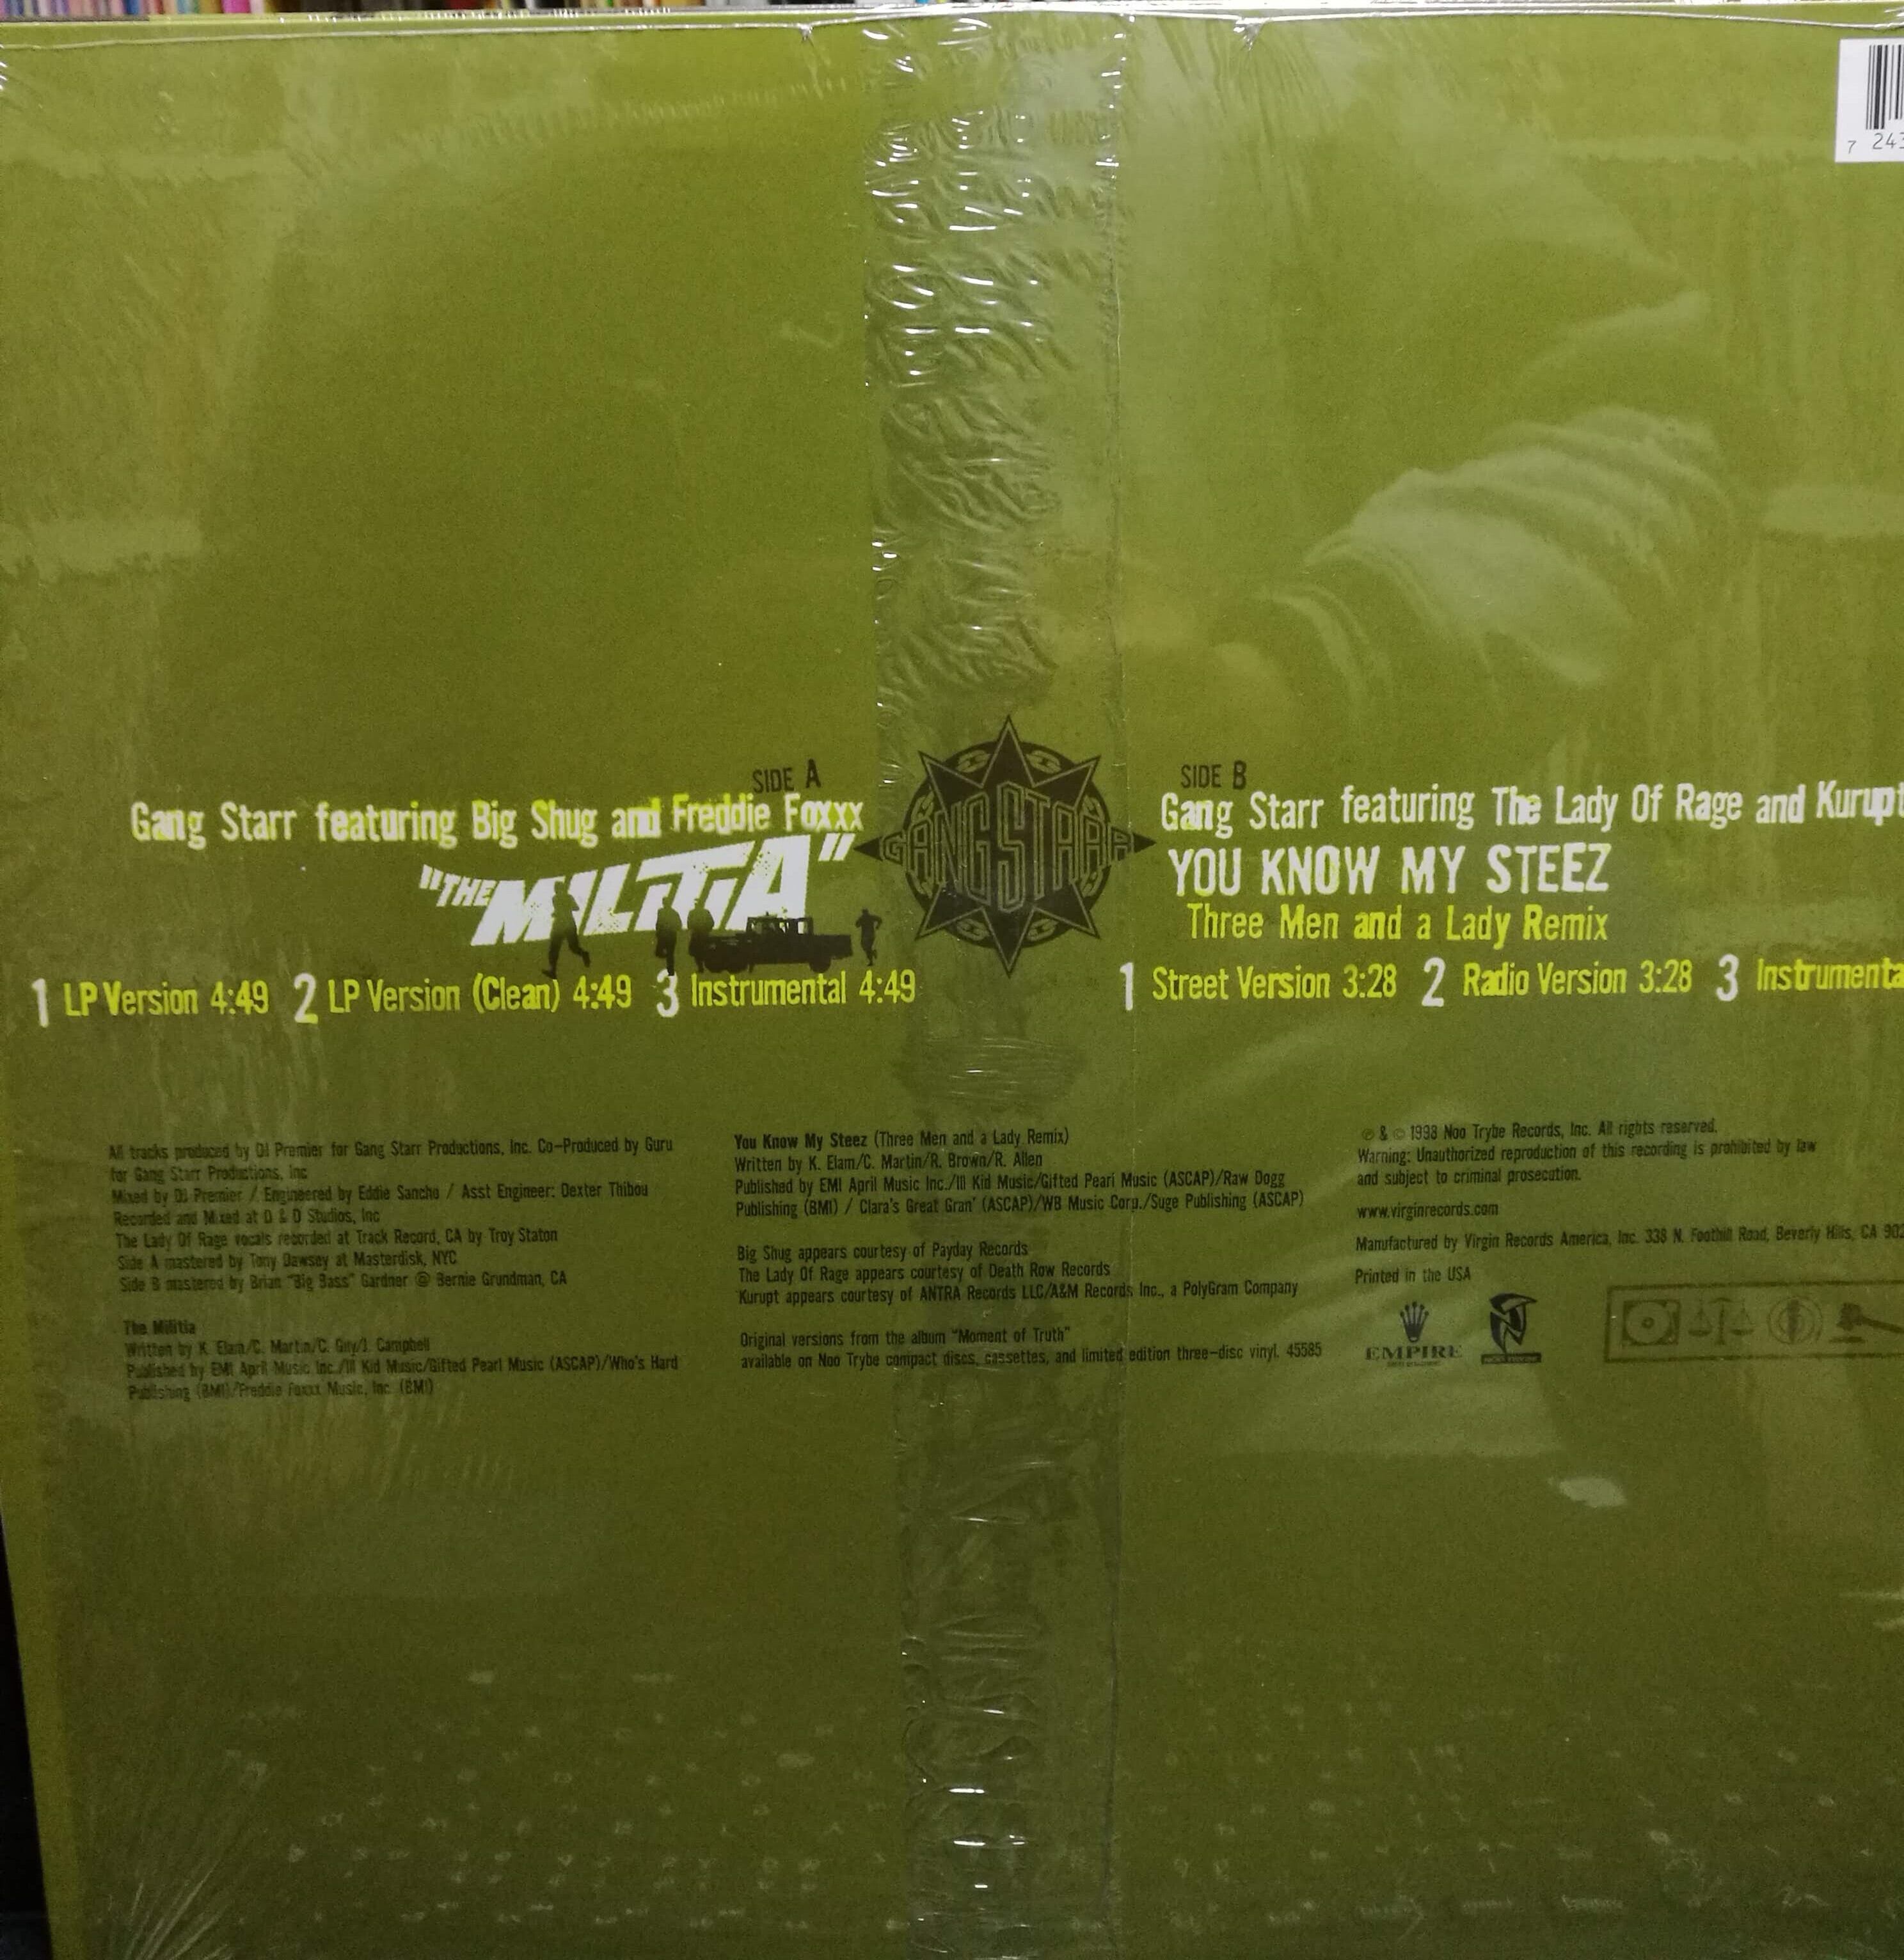 7 243
SIDE A
Gang Starr featuring Big Shug and Freddie Foxxx
"THE MILITIA"
1 LP Version 4:49 2 LP Version (Clean) 4:49 3 Instrumental 4:49
GANG STARR
SIDE B
Gang Starr featuring The Lady Of Rage and Kurupt
YOU KNOW MY STEEZ
Three Men and a Lady Remix
1 Street Version 3:28 2 Radio Version 3:28 3 Instrumenta
All tracks produced by DJ Premier for Gang Starr Productions, Inc. Co-Produced by Guru
for Gang Starr Productions, Inc
Mixed by DJ Premier / Engineered by Eddie Sancho / Asst Engineer: Dexter Thibou
Recorded and Mixed at D & D Studios, Inc
The Lady Of Rage vocals recorded at Track Record, CA by Troy Staton
Side A mastered by Tony Dawsey at Masterdisk, NYC
Side B mastered by Brian "Big Bass" Gardner @ Bernie Grundman, CA
The Militia
Written by K. Elam/C. Martin/C. Guy/J. Campbell
Published by EMI April Music Inc./Ill Kid Music/Gifted Pearl Music (ASCAP)/Who's Hard
Publishing (BMI)/Freddie Foxxx Music, Inc. (BMI)
You Know My Steez (Three Men and a Lady Remix)
Written by K. Elam/C. Martin/R. Brown/R. Allen
Published by EMI April Music Inc./Ill Kid Music/Gifted Pearl Music (ASCAP)/Raw Dogg
Publishing (BMI) / Clara's Great Gran' (ASCAP)/WB Music Corp./Suge Publishing (ASCAP)
Big Shug appears courtesy of Payday Records
The Lady Of Rage appears courtesy of Death Row Records
Kurupt appears courtesy of ANTRA Records LLC/A&M Records Inc., a PolyGram Company
Original versions from the album "Moment of Truth"
available on Noo Trybe compact discs, cassettes, and limited edition three-disc vinyl. 45585
℗ & © 1998 Noo Trybe Records, Inc. All rights reserved.
Warning: Unauthorized reproduction of this recording is prohibited by law
and subject to criminal prosecution.
www.virginrecords.com
Manufactured by Virgin Records America, Inc. 338 N. Foothill Road, Beverly Hills, CA 902
Printed in the USA
EMPIRE